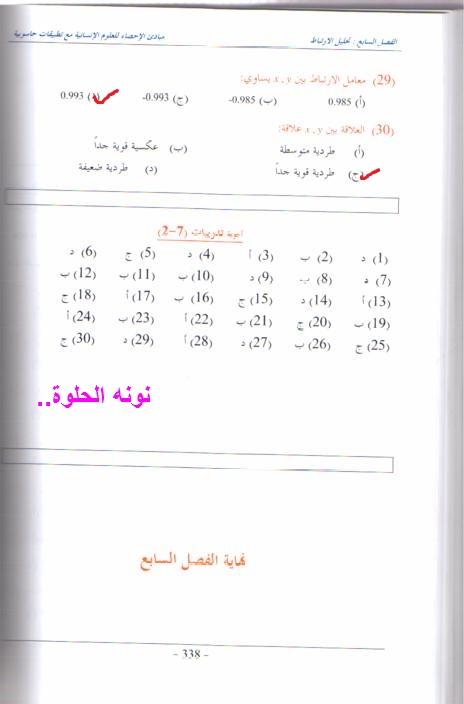 الفصل السابع : تحليل الارتباط مبادئ الإحصاء للعلوم الإنسانية مع تطبيقات حاسوبية
(29) معامل الارتباط بين x ، y يساوي:
(أ) 0.985 (ب) 0.985- (ج) 0.993- (د) 0.993
(30) العلاقة بين x ، y علاقة:
(أ) طردية متوسطة (ب) عكسية قوية جداً
(ج) طردية قوية جداً (د) طردية ضعيفة
أجوبة تدريبات (7-2)
(1) د (2) ب (3) أ (4) د (5) ج (6) د
(7) د (8) ب (9) د (10) ب (11) ب (12) ب
(13) أ (14) د (15) ج (16) ب (17) أ (18) ج
(19) ب (20) ج (21) ب (22) أ (23) ب (24) أ
(25) ج (26) ب (27) د (28) أ (29) د (30) ج
نونه الحلوة..
نهاية الفصل السابع
- 338 -